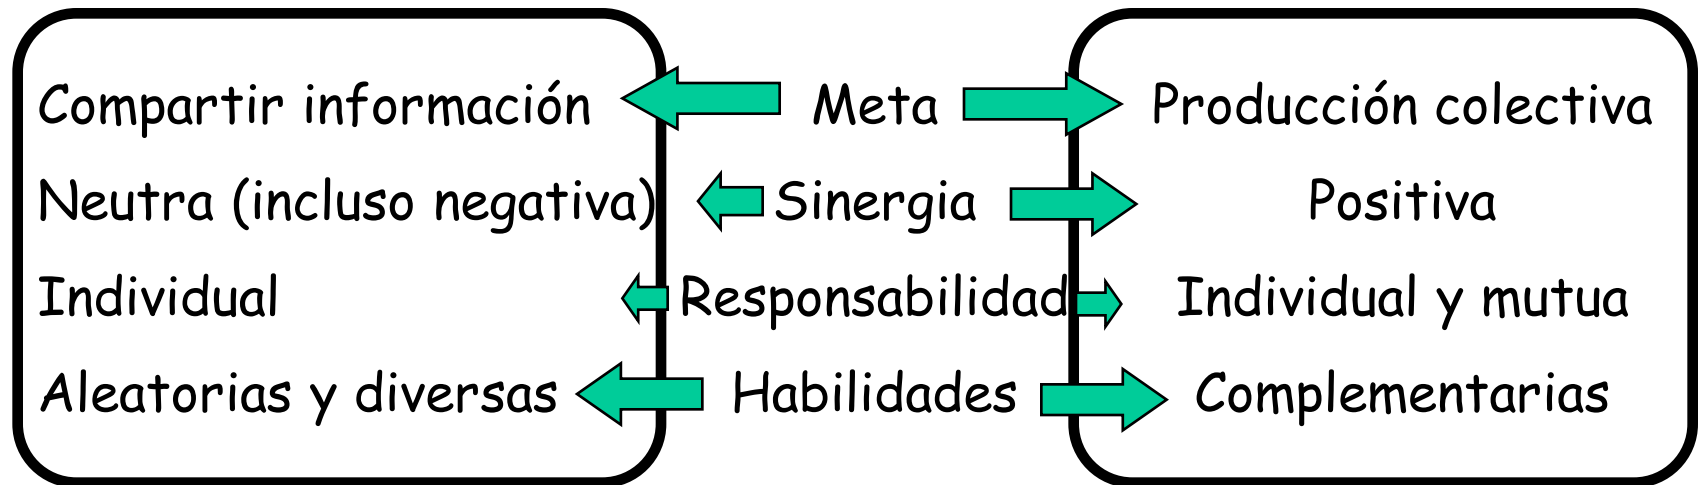 Compartir información Meta Producción colectiva
Neutra (incluso negativa) Sinergia Positiva
Individual Responsabilidad Individual y mutua
Aleatorias y diversas Habilidades Complementarias